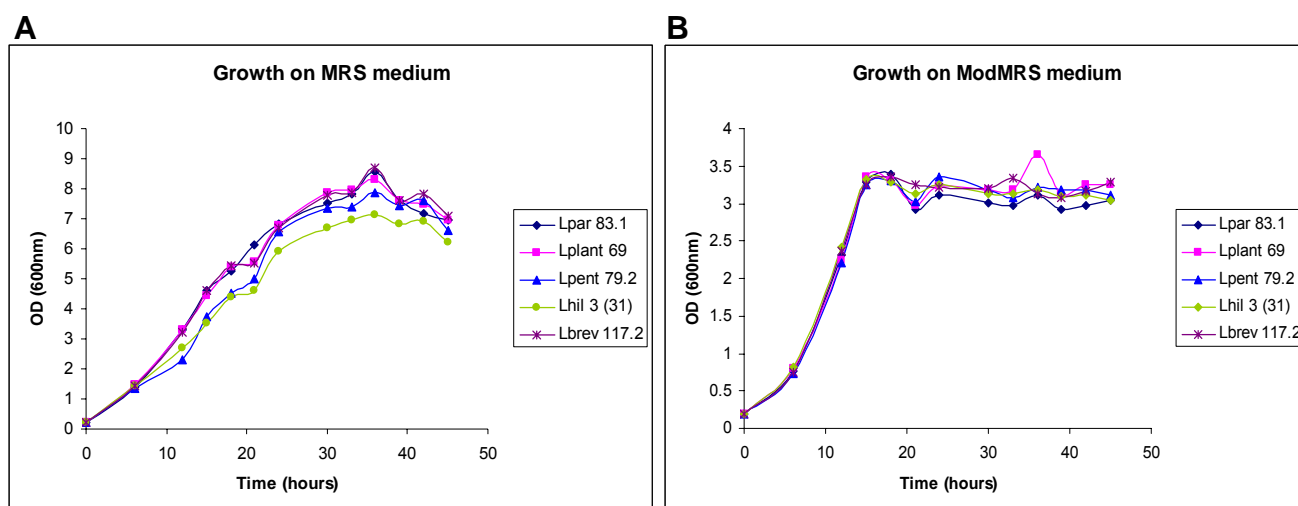 A
Growth on MRS medium
OD (600nm)
10
9
8
7
6
5
4
3
2
1
0
0 10 20 30 40 50
Time (hours)
Lpar 83.1
Lplant 69
Lpent 79.2
Lhil 3 (31)
Lbrev 117.2
B
Growth on ModMRS medium
OD (600nm)
4
3.5
3
2.5
2
1.5
1
0.5
0
0 10 20 30 40 50
Time (hours)
Lpar 83.1
Lplant 69
Lpent 79.2
Lhil 3 (31)
Lbrev 117.2